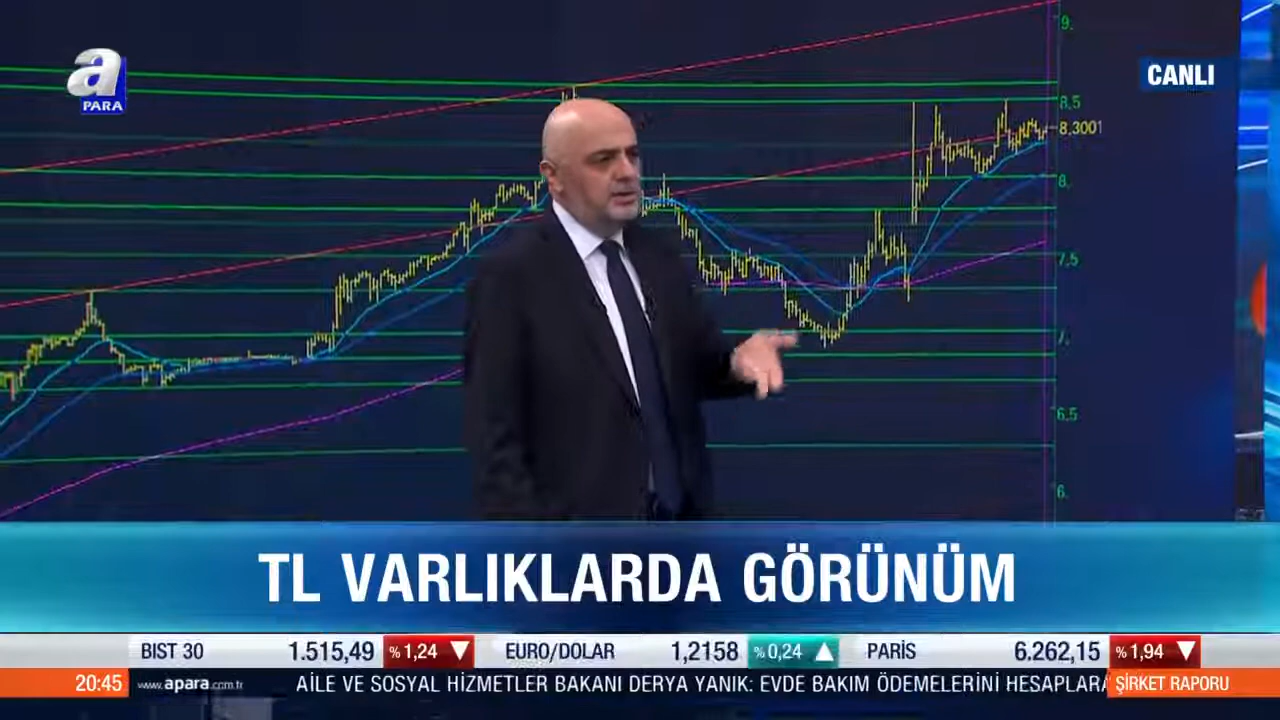 a
PARA
CANLI
9.
8,5
8,3001
8.
7,5
7.
6,5
6.
TL VARLIKLARDA GÖRÜNÜM
BIST 30 1.515,49 %1,24 EURO/DOLAR 1,2158 %0,24 PARİS 6.262,15 %1,94
20:45 www.apara.com.tr AİLE VE SOSYAL HİZMETLER BAKANI DERYA YANIK: EVDE BAKIM ÖDEMELERİNİ HESAPLARA ŞİRKET RAPORU